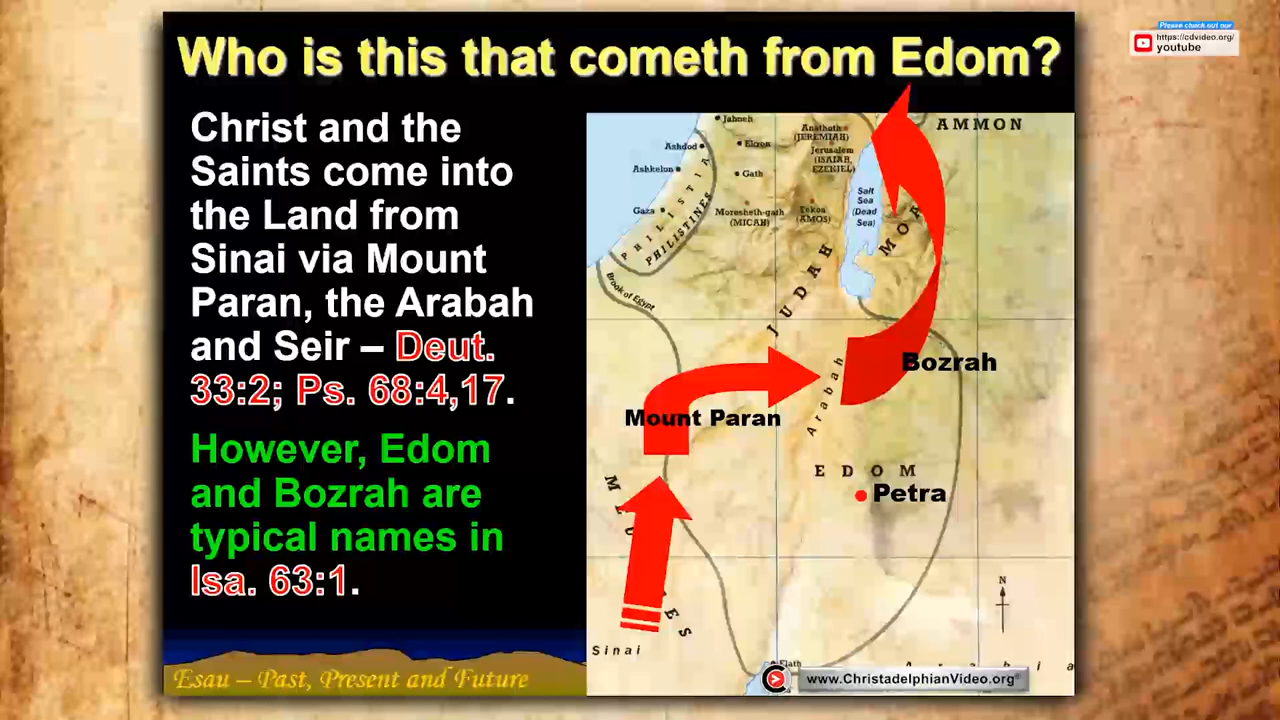 Who is this that cometh from Edom?
Please check out our
https://cdvideo.org/
youtube
Christ and the
Saints come into
the Land from
Sinai via Mount
Paran, the Arabah
and Seir – Deut.
33:2; Ps. 68:4,17.
However, Edom
and Bozrah are
typical names in
Isa. 63:1.
Esau – Past, Present and Future
Jabneh
AMMON
Anathoth
(JEREMIAH)
Ashdod
Ekron
Jerusalem
(ISAIAH,
EZEKIEL)
Ashkelon
Gath
Salt
Sea
(Dead
Sea)
Gaza
Moresheth-gath
(MICAH)
Tekoa
(AMOS)
PHILISTIA
PHILISTINES
MOA
JUDAH
Brook of Egypt
Bozrah
Arabah
Mount Paran
EDOM
Petra
N
Sinai
Elath
Arabia
www.ChristadelphianVideo.org